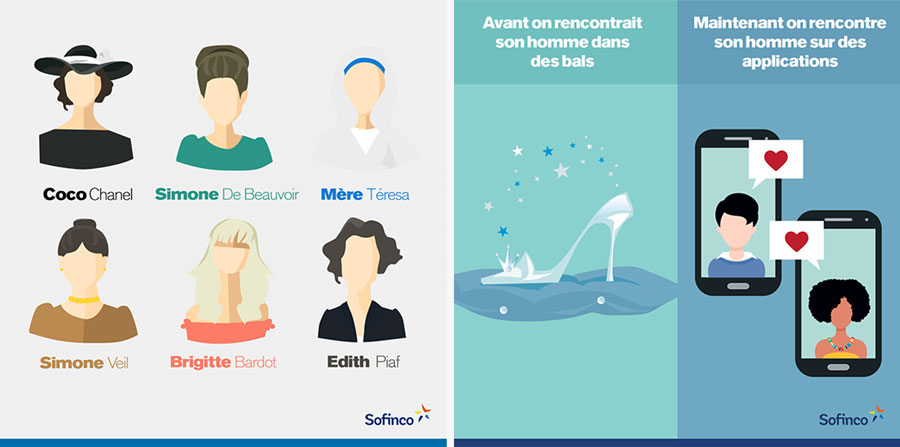 Coco Chanel
Simone De Beauvoir
Mère Téresa
Simone Veil
Brigitte Bardot
Edith Piaf
Sofinco
Avant on rencontrait
son homme dans
des bals
Maintenant on rencontre
son homme sur des
applications
Sofinco